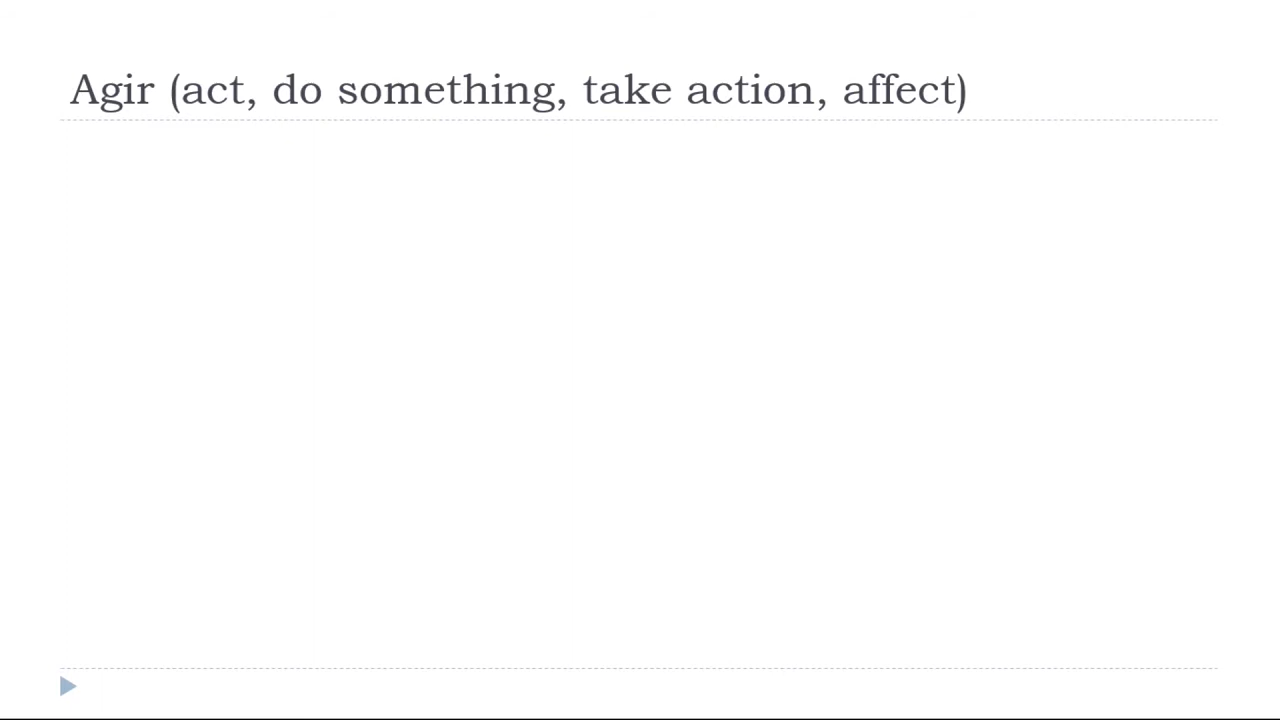 Agir (act, do something, take action, affect)